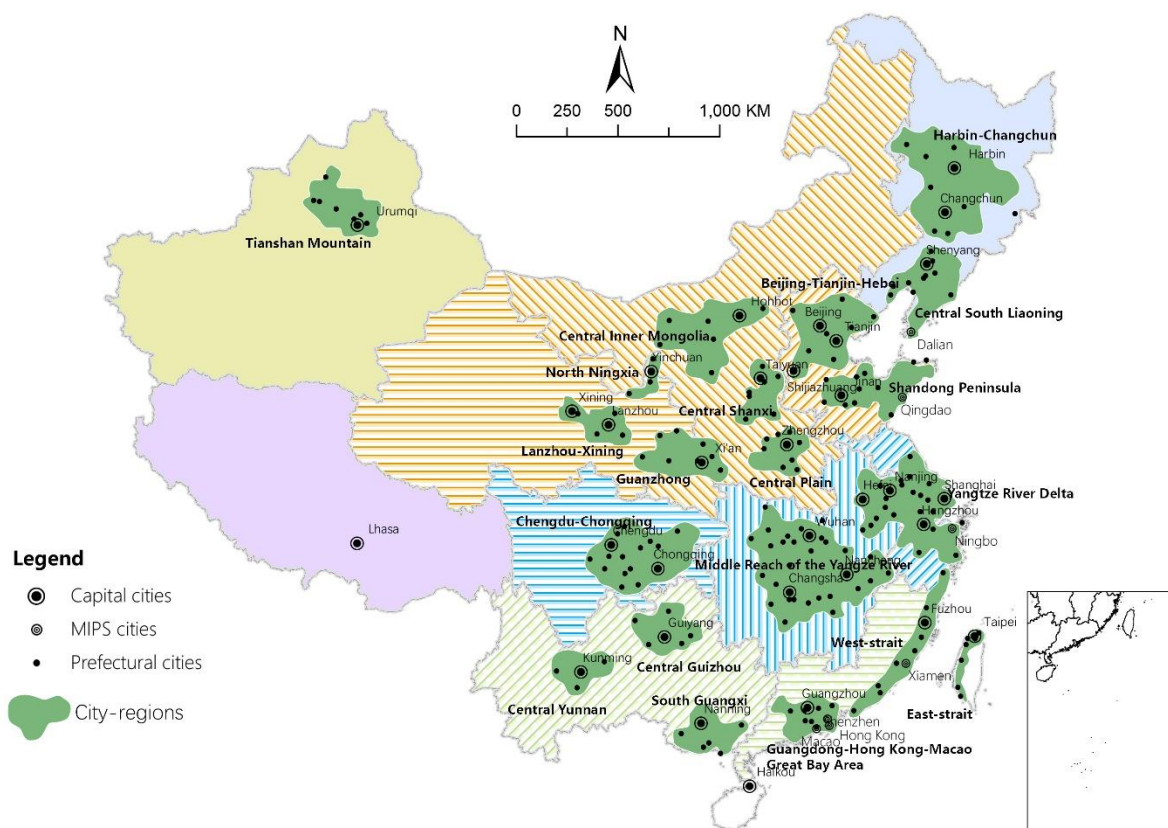 N
0 250 500 1,000 KM
Harbin-Changchun
Harbin
Changchun
Urumqi
Tianshan Mountain
Shenyang
Beijing-Tianjin-Hebei
Hohhot
Central South Liaoning
Beijing
Tianjin
Dalian
Central Inner Mongolia
Yinchuan
North Ningxia
Taiyuan
Shijiazhuang
Jinan
Shandong Peninsula
Qingdao
Xining
Lanzhou
Central Shanxi
Zhengzhou
Lanzhou-Xining
Xi'an
Guanzhong
Central Plain
Hefei
Nanjing
Shanghai
Yangtze River Delta
Hangzhou
Ningbo
Chengdu-Chongqing
Chengdu
Wuhan
Lhasa
Chongqing
Middle Reach of the Yangze River
Nanchang
Changsha
Legend
Capital cities
MIPS cities
Prefectural cities
City-regions
Guiyang
Fuzhou
Taipei
West-strait
Central Guizhou
Kunming
Xiamen
Central Yunnan
South Guangxi
Nanning
Guangzhou
East-strait
Shenzhen
Hong Kong
Macao
Guangdong-Hong Kong-Macao
Great Bay Area
Haikou